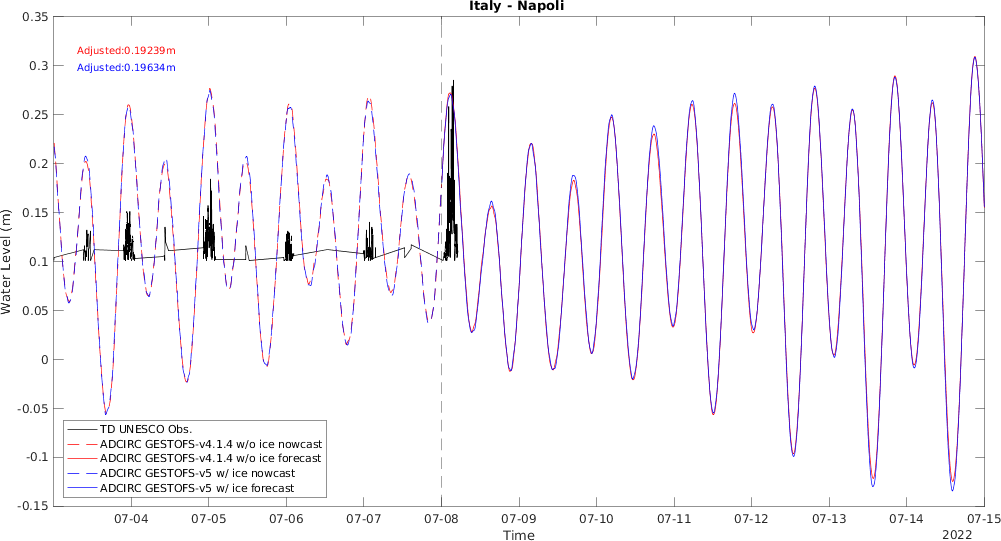 Italy - Napoli
0.35
0.3
0.25
0.2
0.15
0.1
0.05
0
-0.05
-0.1
-0.15
Water Level (m)
Adjusted:0.19239m
Adjusted:0.19634m
TD UNESCO Obs.
ADCIRC GESTOFS-v4.1.4 w/o ice nowcast
ADCIRC GESTOFS-v4.1.4 w/o ice forecast
ADCIRC GESTOFS-v5 w/ ice nowcast
ADCIRC GESTOFS-v5 w/ ice forecast
07-04 07-05 07-06 07-07 07-08 07-09 07-10 07-11 07-12 07-13 07-14 07-15
Time
2022